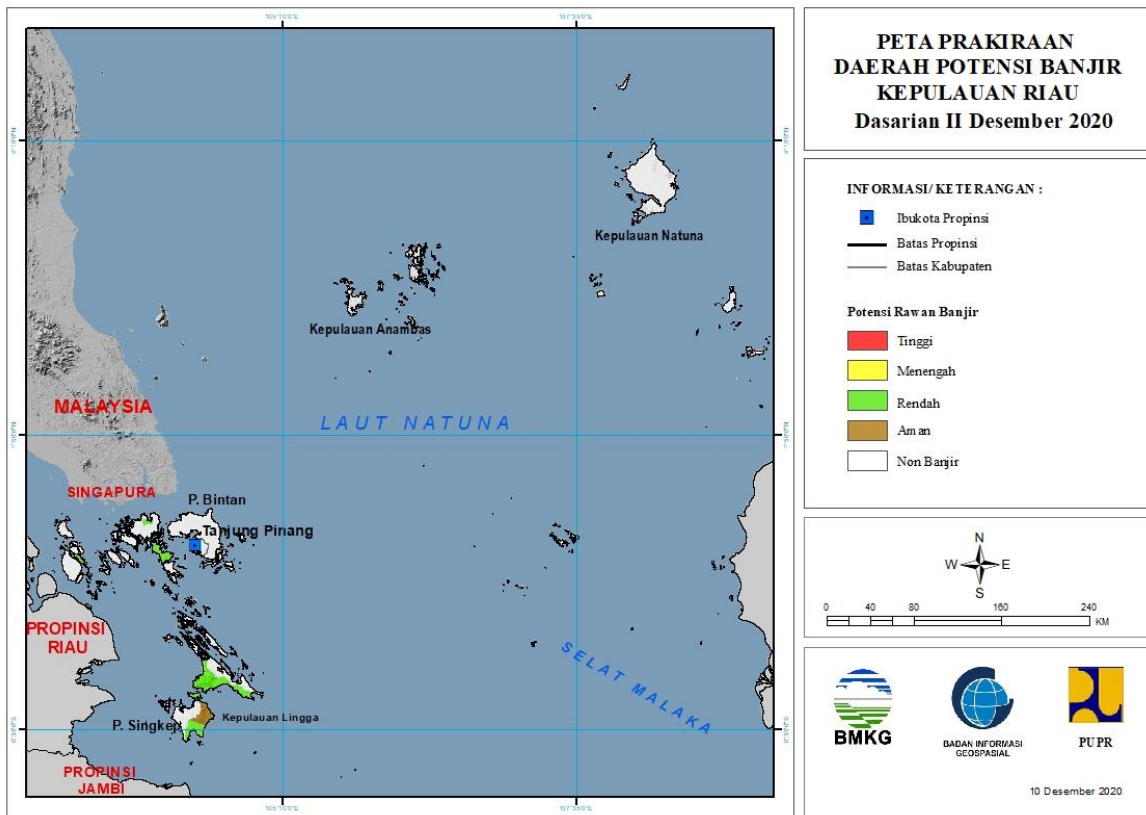 PETA PRAKIRAAN
DAERAH POTENSI BANJIR
KEPULAUAN RIAU
Dasarian II Desember 2020
INFORMASI/ KETERANGAN :
Ibukota Propinsi
Batas Propinsi
Batas Kabupaten
Potensi Rawan Banjir
Tinggi
Menengah
Rendah
Aman
Non Banjir
N
W E
S
0 40 80 160 240
KM
BMKG
BADAN INFORMASI
GEOSPASIAL
PUPR
10 Desember 2020
Kepulauan Natuna
Kepulauan Anambas
MALAYSIA
LAUT NATUNA
SINGAPURA
P. Bintan
Tanjung Pinang
PROPINSI
RIAU
SELAT MALAKA
P. Singkep
Kepulauan Lingga
PROPINSI
JAMBI